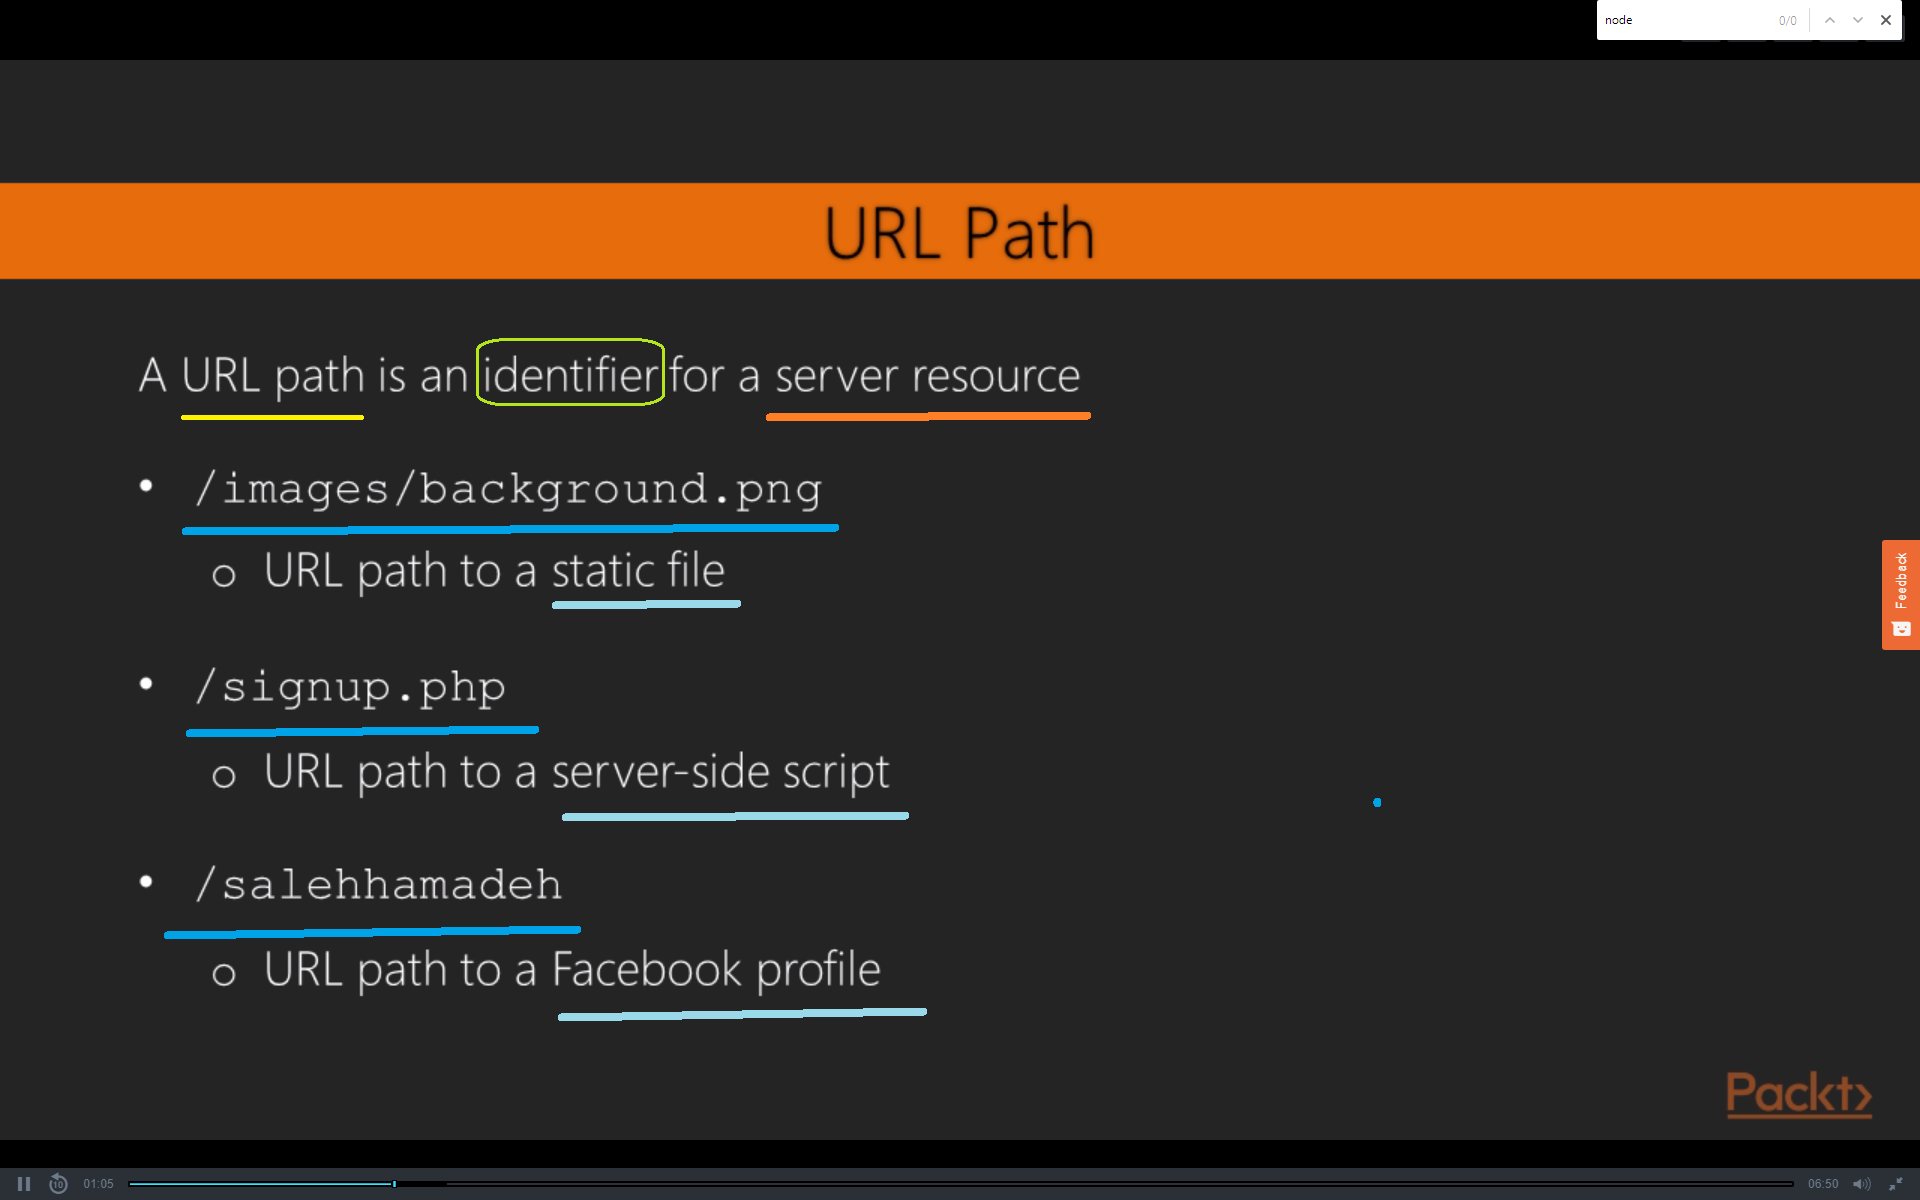 node 0/0
URL Path
A URL path is an identifier for a server resource
• /images/background.png
o URL path to a static file
• /signup.php
o URL path to a server-side script
• /salehhamadeh
o URL path to a Facebook profile
Feedback
Packt>
10 01:05 06:50